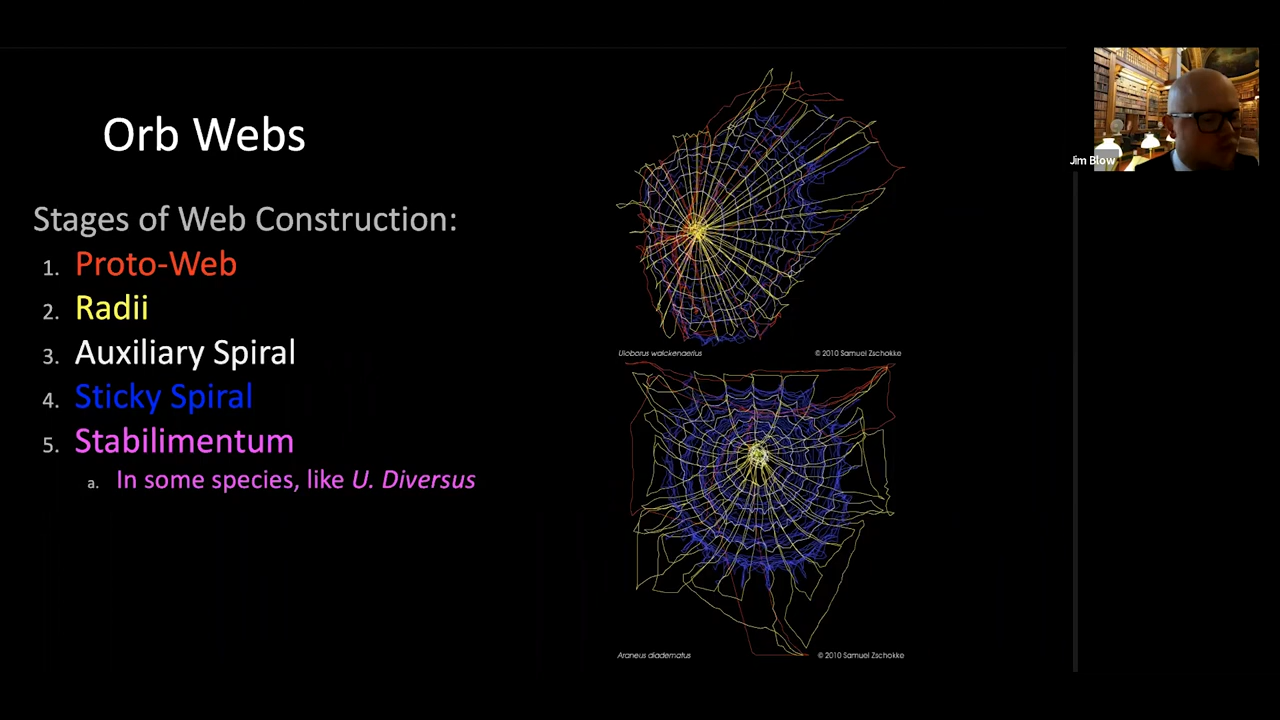 Orb Webs
Stages of Web Construction:
1. Proto-Web
2. Radii
3. Auxiliary Spiral
4. Sticky Spiral
5. Stabilimentum
a. In some species, like U. Diversus
Uloborus walckenaerius © 2010 Samuel Zschokke
Araneus diadematus © 2010 Samuel Zschokke
Jim Blow